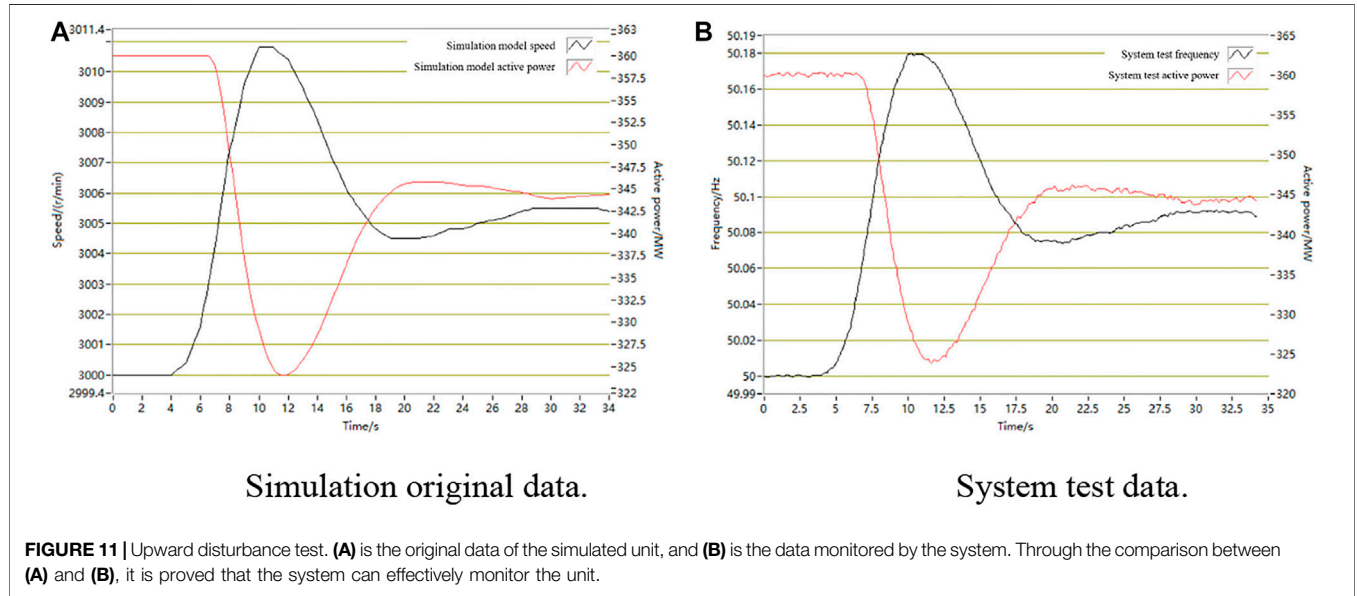 A
3011.4
3010
3009
3008
3007
3006
3005
3004
3003
3002
3001
3000
2999.4
Speed/(r/min)
Simulation model speed
Simulation model active power
363
360
357.5
355
352.5
350
347.5
345
342.5
340
337.5
335
332.5
330
327.5
325
322
Active power/MW
0 2 4 6 8 10 12 14 16 18 20 22 24 26 28 30 32 34
Time/s
Simulation original data.
B
50.19
50.18
50.16
50.14
50.12
50.1
50.08
50.06
50.04
50.02
50
49.99
Frequency/Hz
System test frequency
System test active power
365
360
355
350
345
340
335
330
325
320
Active power/MW
0 2.5 5 7.5 10 12.5 15 17.5 20 22.5 25 27.5 30 32.5 35
Time/s
System test data.
FIGURE 11 | Upward disturbance test. (A) is the original data of the simulated unit, and (B) is the data monitored by the system. Through the comparison between
(A) and (B), it is proved that the system can effectively monitor the unit.